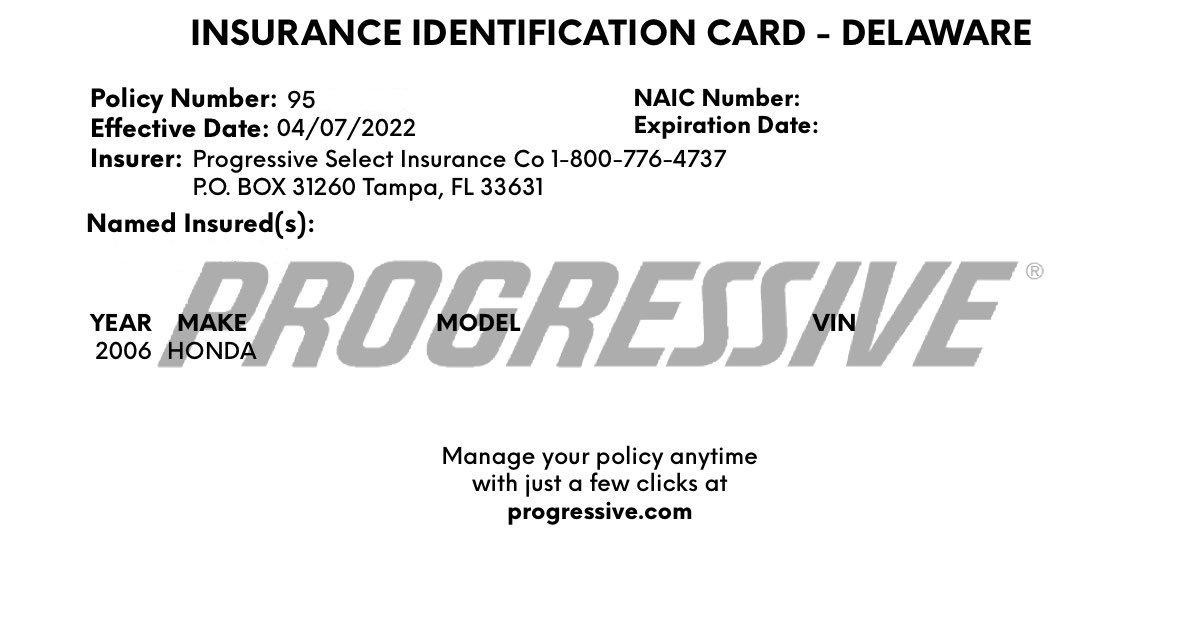 INSURANCE IDENTIFICATION CARD - DELAWARE
Policy Number: 95 NAIC Number:
Effective Date: 04/07/2022 Expiration Date:
Insurer: Progressive Select Insurance Co 1-800-776-4737
P.O. BOX 31260 Tampa, FL 33631
Named Insured(s):
PROGRESSIVE®
YEAR MAKE MODEL VIN
2006 HONDA
Manage your policy anytime
with just a few clicks at
progressive.com